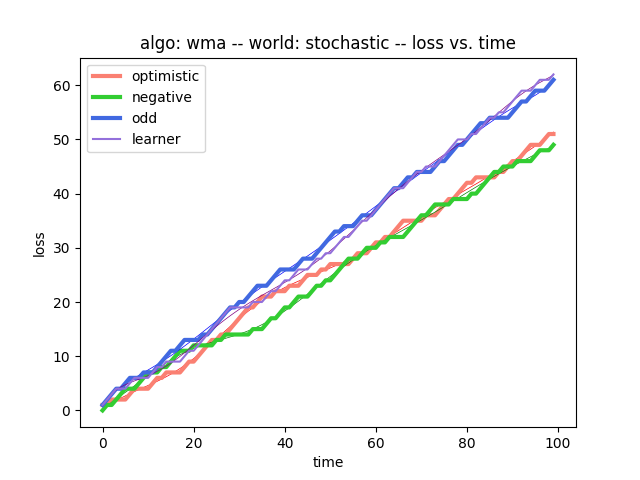 algo: wma -- world: stochastic -- loss vs. time
optimistic
negative
odd
learner
60
50
40
30
20
10
0
loss
0 20 40 60 80 100
time